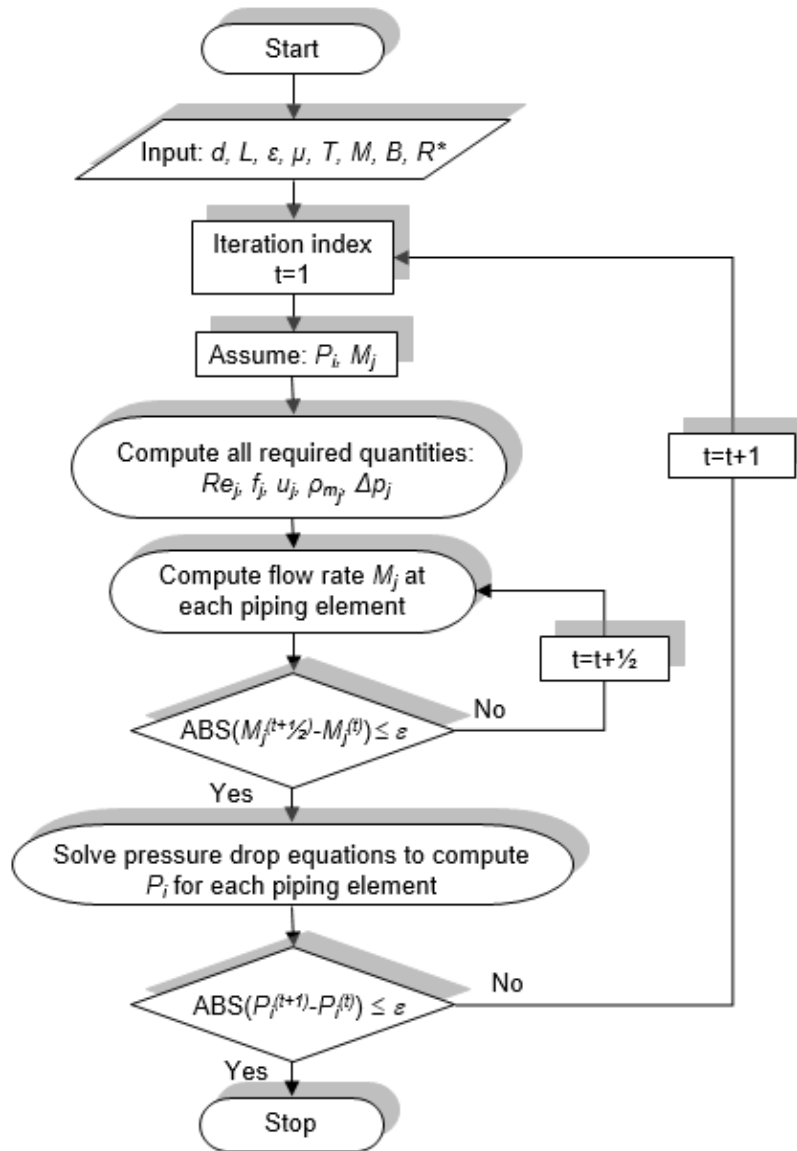 Start
Input: d, L, ε, μ, T, M, B, R*
Iteration index
t=1
Assume: Pᵢ, Mⱼ
t=t+1
Compute all required quantities:
Reⱼ, fⱼ, uⱼ, ρₘⱼ, Δpⱼ
Compute flow rate Mⱼ at
each piping element
t=t+½
ABS(Mⱼ⁽ᵗ⁺½⁾-Mⱼ⁽ᵗ⁾) ≤ ε
No
Yes
Solve pressure drop equations to compute
Pᵢ for each piping element
ABS(Pᵢ⁽ᵗ⁺¹⁾-Pᵢ⁽ᵗ⁾) ≤ ε
No
Yes
Stop